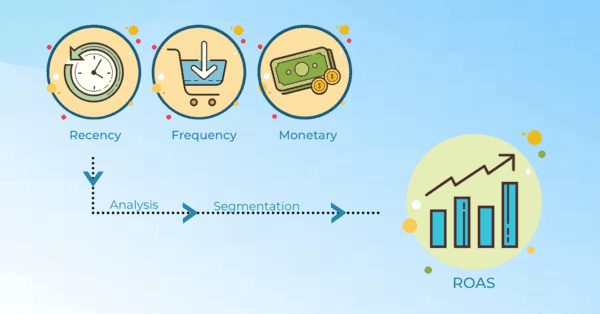 Recency
Frequency
Monetary
Analysis
Segmentation
ROAS